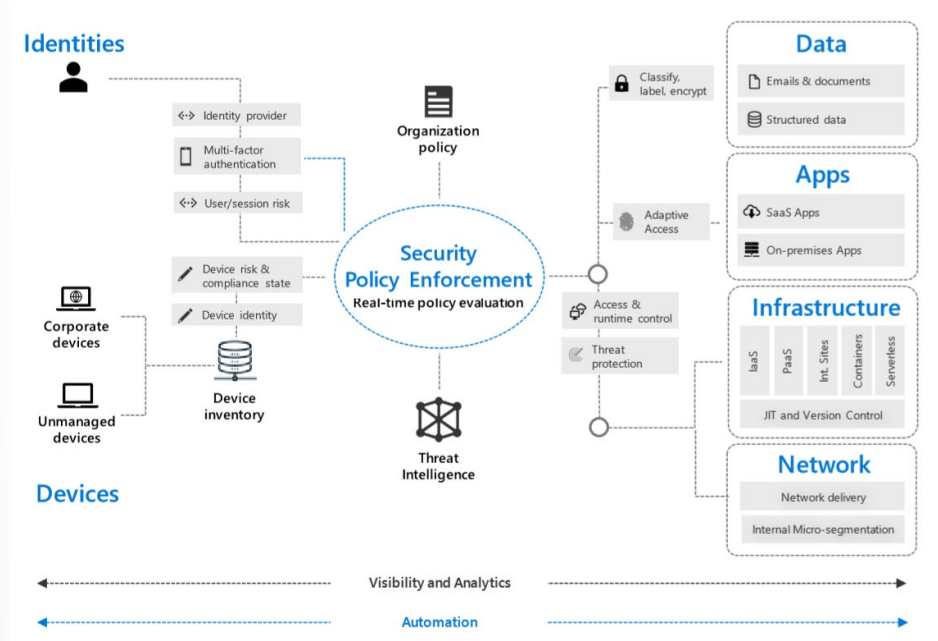 Identities
Identity provider
Multi-factor
authentication
User/session risk
Device risk &
compliance state
Device identity
Corporate
devices
Unmanaged
devices
Device
inventory
Devices
Organization
policy
Security
Policy Enforcement
Real-time policy evaluation
Threat
Intelligence
Classify,
label, encrypt
Adaptive
Access
Access &
runtime control
Threat
protection
Data
Emails & documents
Structured data
Apps
SaaS Apps
On-premises Apps
Infrastructure
IaaS
PaaS
Int. Sites
Containers
Serverless
JIT and Version Control
Network
Network delivery
Internal Micro-segmentation
Visibility and Analytics
Automation